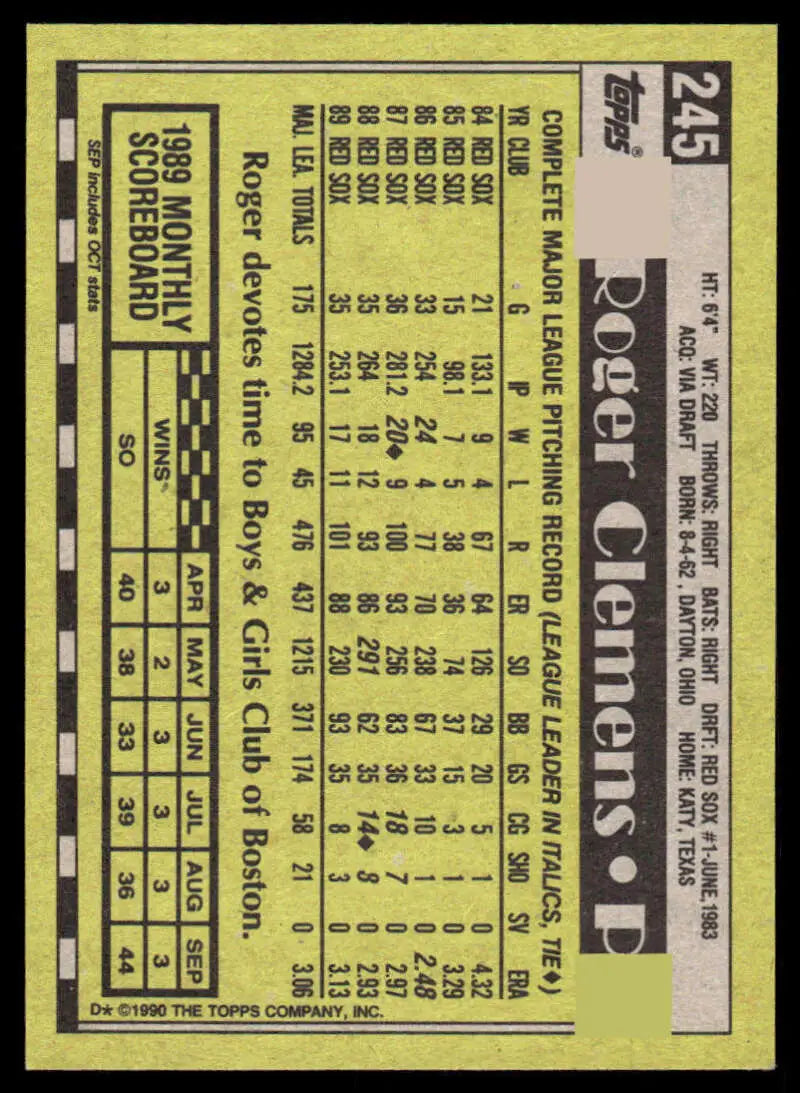 245
topps®
HT: 6'4" WT: 220 THROWS: RIGHT BATS: RIGHT DRFT: RED SOX #1-JUNE, 1983
ACQ: VIA DRAFT BORN: 8-4-62, DAYTON, OHIO HOME: KATY, TEXAS
Roger Clemens • P
COMPLETE MAJOR LEAGUE PITCHING RECORD (LEAGUE LEADER IN ITALICS, TIE♦)
YR CLUB G IP W L R ER SO BB GS CG SHO SV ERA
84 RED SOX 21 133.1 9 4 67 64 126 29 20 5 1 0 4.32
85 RED SOX 15 98.1 7 5 38 36 74 37 15 3 1 0 3.29
86 RED SOX 33 254 24 4 77 70 238 67 33 10 1 0 2.48
87 RED SOX 36 281.2 20♦ 9 100 93 256 83 36 18 7 0 2.97
88 RED SOX 35 264 18 12 93 86 291 62 35 14♦ 8 0 2.93
89 RED SOX 35 253.1 17 11 101 88 230 93 35 8 3 0 3.13
MAJ. LEA. TOTALS 175 1284.2 95 45 476 437 1215 371 174 58 21 0 3.06
Roger devotes time to Boys & Girls Club of Boston.
1989 MONTHLY
SCOREBOARD
APR MAY JUN JUL AUG SEP
WINS 3 2 3 3 3 3
SO 40 38 33 39 36 44
SEP includes OCT stats
D* ©1990 THE TOPPS COMPANY, INC.